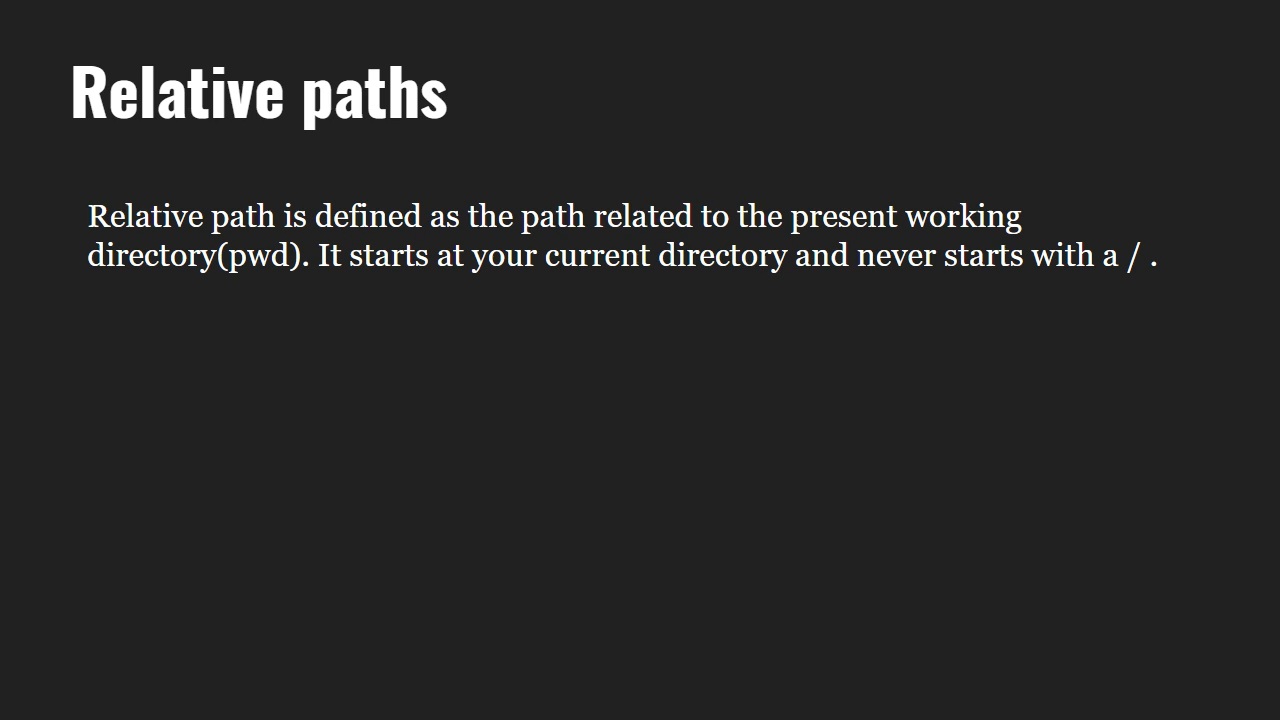 Relative paths
Relative path is defined as the path related to the present working
directory(pwd). It starts at your current directory and never starts with a / .